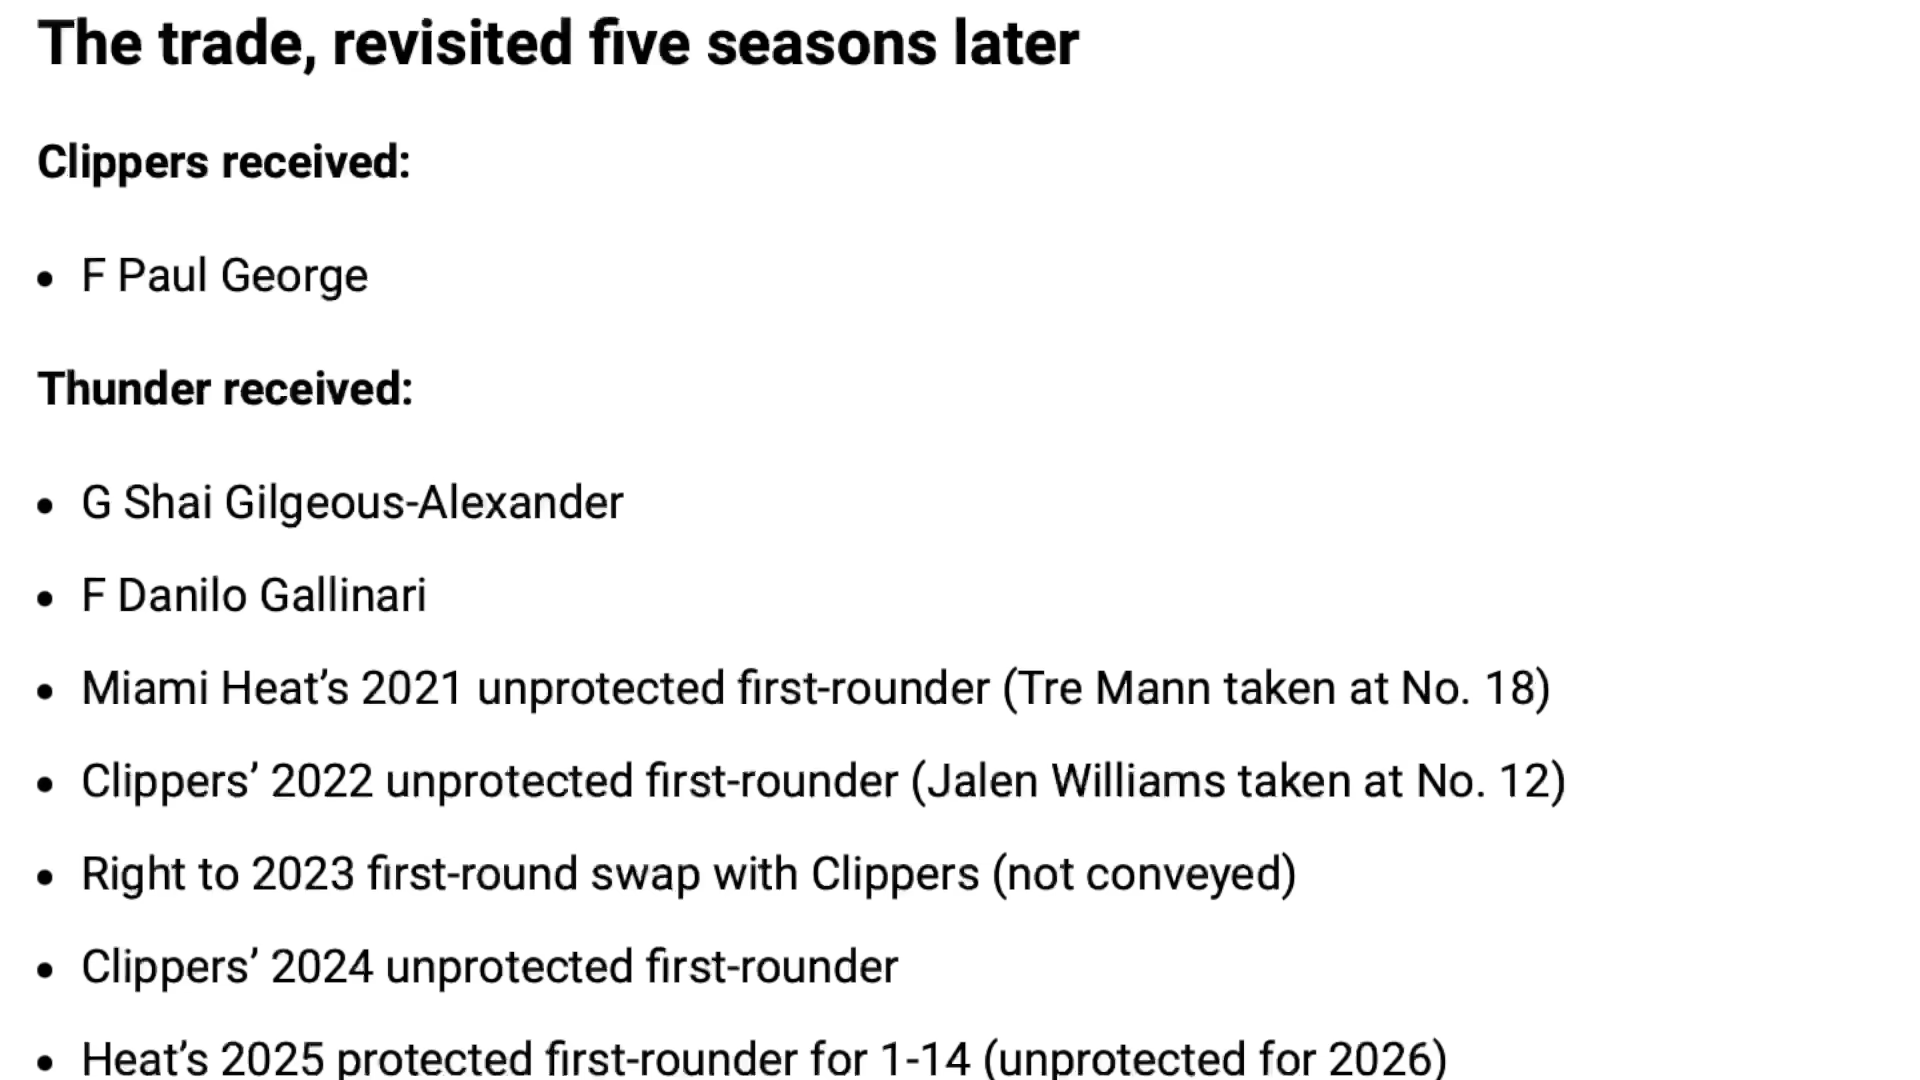 The trade, revisited five seasons later
Clippers received:
• F Paul George
Thunder received:
• G Shai Gilgeous-Alexander
• F Danilo Gallinari
• Miami Heat’s 2021 unprotected first-rounder (Tre Mann taken at No. 18)
• Clippers’ 2022 unprotected first-rounder (Jalen Williams taken at No. 12)
• Right to 2023 first-round swap with Clippers (not conveyed)
• Clippers’ 2024 unprotected first-rounder
• Heat’s 2025 protected first-rounder for 1-14 (unprotected for 2026)